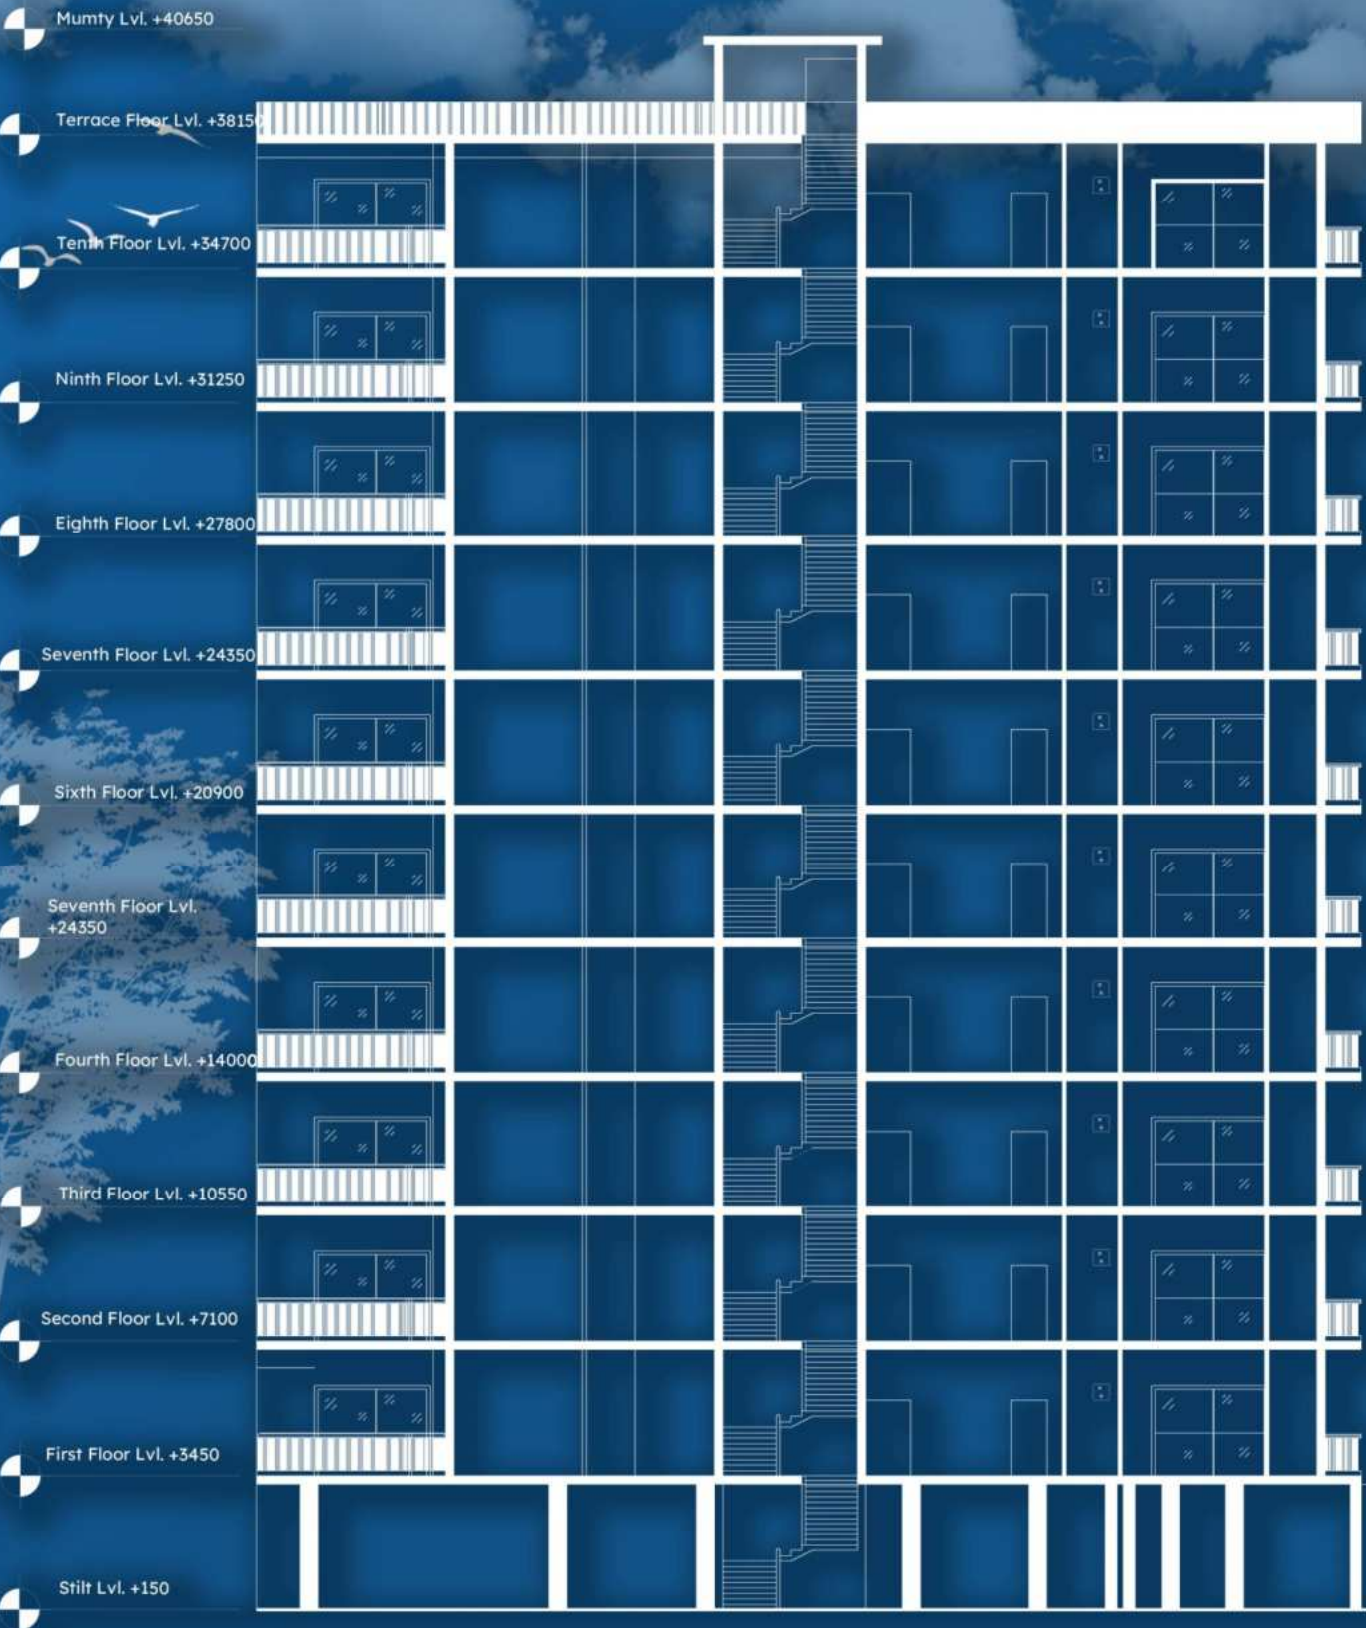 Mumty Lvl. +40650
Terrace Floor Lvl. +38150
Tenth Floor Lvl. +34700
Ninth Floor Lvl. +31250
Eighth Floor Lvl. +27800
Seventh Floor Lvl. +24350
Sixth Floor Lvl. +20900
Seventh Floor Lvl.
+24350
Fourth Floor Lvl. +14000
Third Floor Lvl. +10550
Second Floor Lvl. +7100
First Floor Lvl. +3450
Stilt Lvl. +150